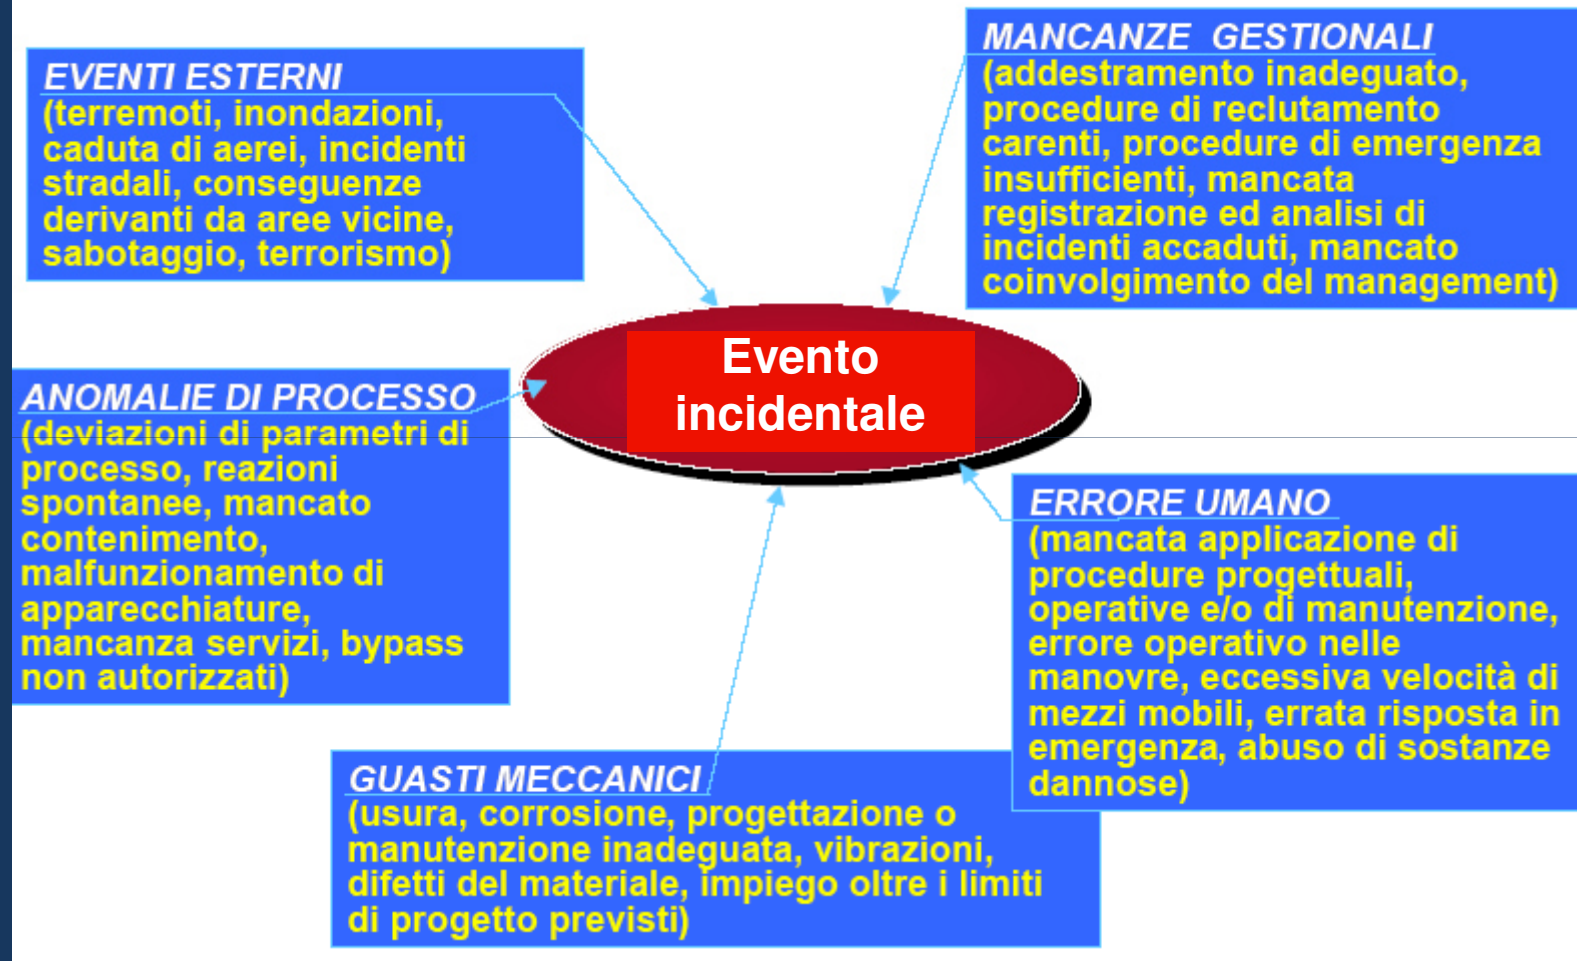 EVENTI ESTERNI
(terremoti, inondazioni,
caduta di aerei, incidenti
stradali, conseguenze
derivanti da aree vicine,
sabotaggio, terrorismo)
MANCANZE GESTIONALI
(addestramento inadeguato,
procedure di reclutamento
carenti, procedure di emergenza
insufficienti, mancata
registrazione ed analisi di
incidenti accaduti, mancato
coinvolgimento del management)
Evento
incidentale
ANOMALIE DI PROCESSO
(deviazioni di parametri di
processo, reazioni
spontanee, mancato
contenimento,
malfunzionamento di
apparecchiature,
mancanza servizi, bypass
non autorizzati)
ERRORE UMANO
(mancata applicazione di
procedure progettuali,
operative e/o di manutenzione,
errore operativo nelle
manovre, eccessiva velocità di
mezzi mobili, errata risposta in
emergenza, abuso di sostanze
dannose)
GUASTI MECCANICI
(usura, corrosione, progettazione o
manutenzione inadeguata, vibrazioni,
difetti del materiale, impiego oltre i limiti
di progetto previsti)